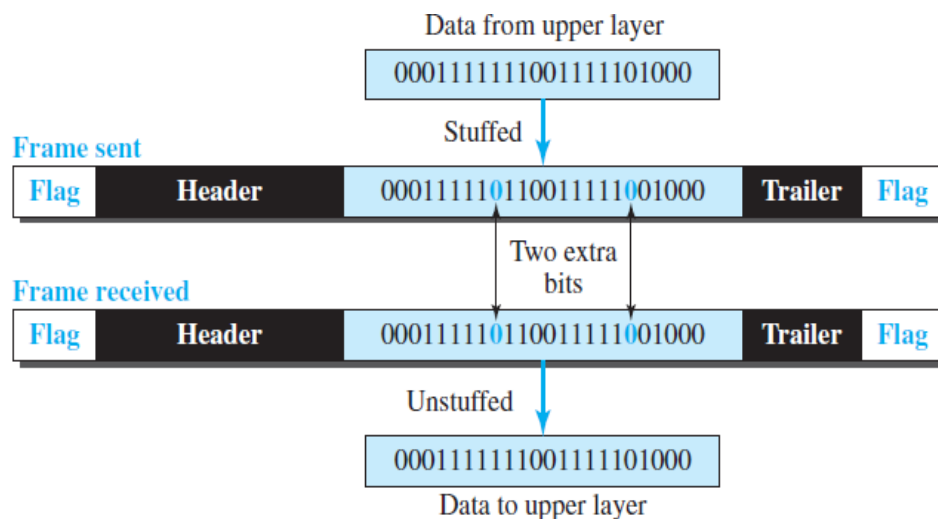 Data from upper layer
0001111111001111101000
Stuffed
Frame sent
Flag Header 000111110110011111001000 Trailer Flag
Two extra
bits
Frame received
Flag Header 000111110110011111001000 Trailer Flag
Unstuffed
0001111111001111101000
Data to upper layer